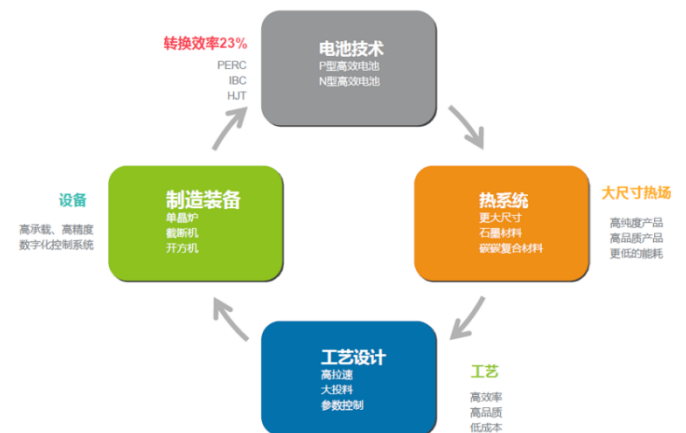 转换效率23%
PERC
IBC
HJT
电池技术
P型高效电池
N型高效电池
设备
高承载、高精度
数字化控制系统
制造装备
单晶炉
截断机
开方机
热系统
更大尺寸
石墨材料
碳碳复合材料
大尺寸热场
高纯度产品
高品质产品
更低的能耗
工艺设计
高拉速
大投料
参数控制
工艺
高效率
高品质
低成本